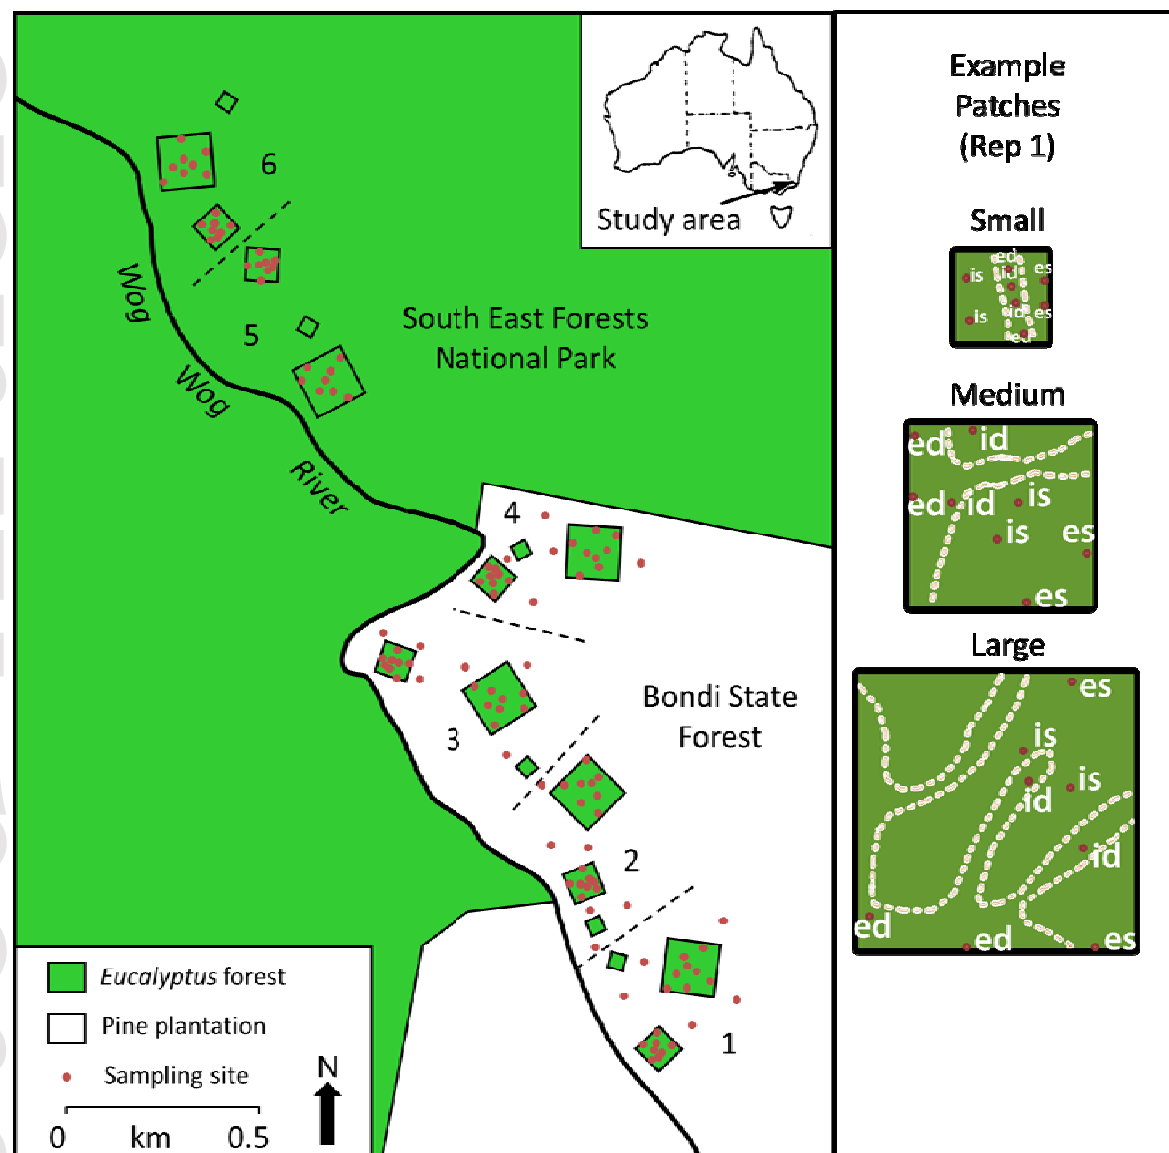 6
5
Wog
Wog
River
South East Forests
National Park
Study area
4
3
2
1
Bondi State
Forest
Eucalyptus forest
Pine plantation
Sampling site
0 km 0.5
N
Example
Patches
(Rep 1)
Small
ed
is id es
is id es
ed
Medium
ed id
ed id is
is es
es
Large
es
is
is
id
id
ed
ed es